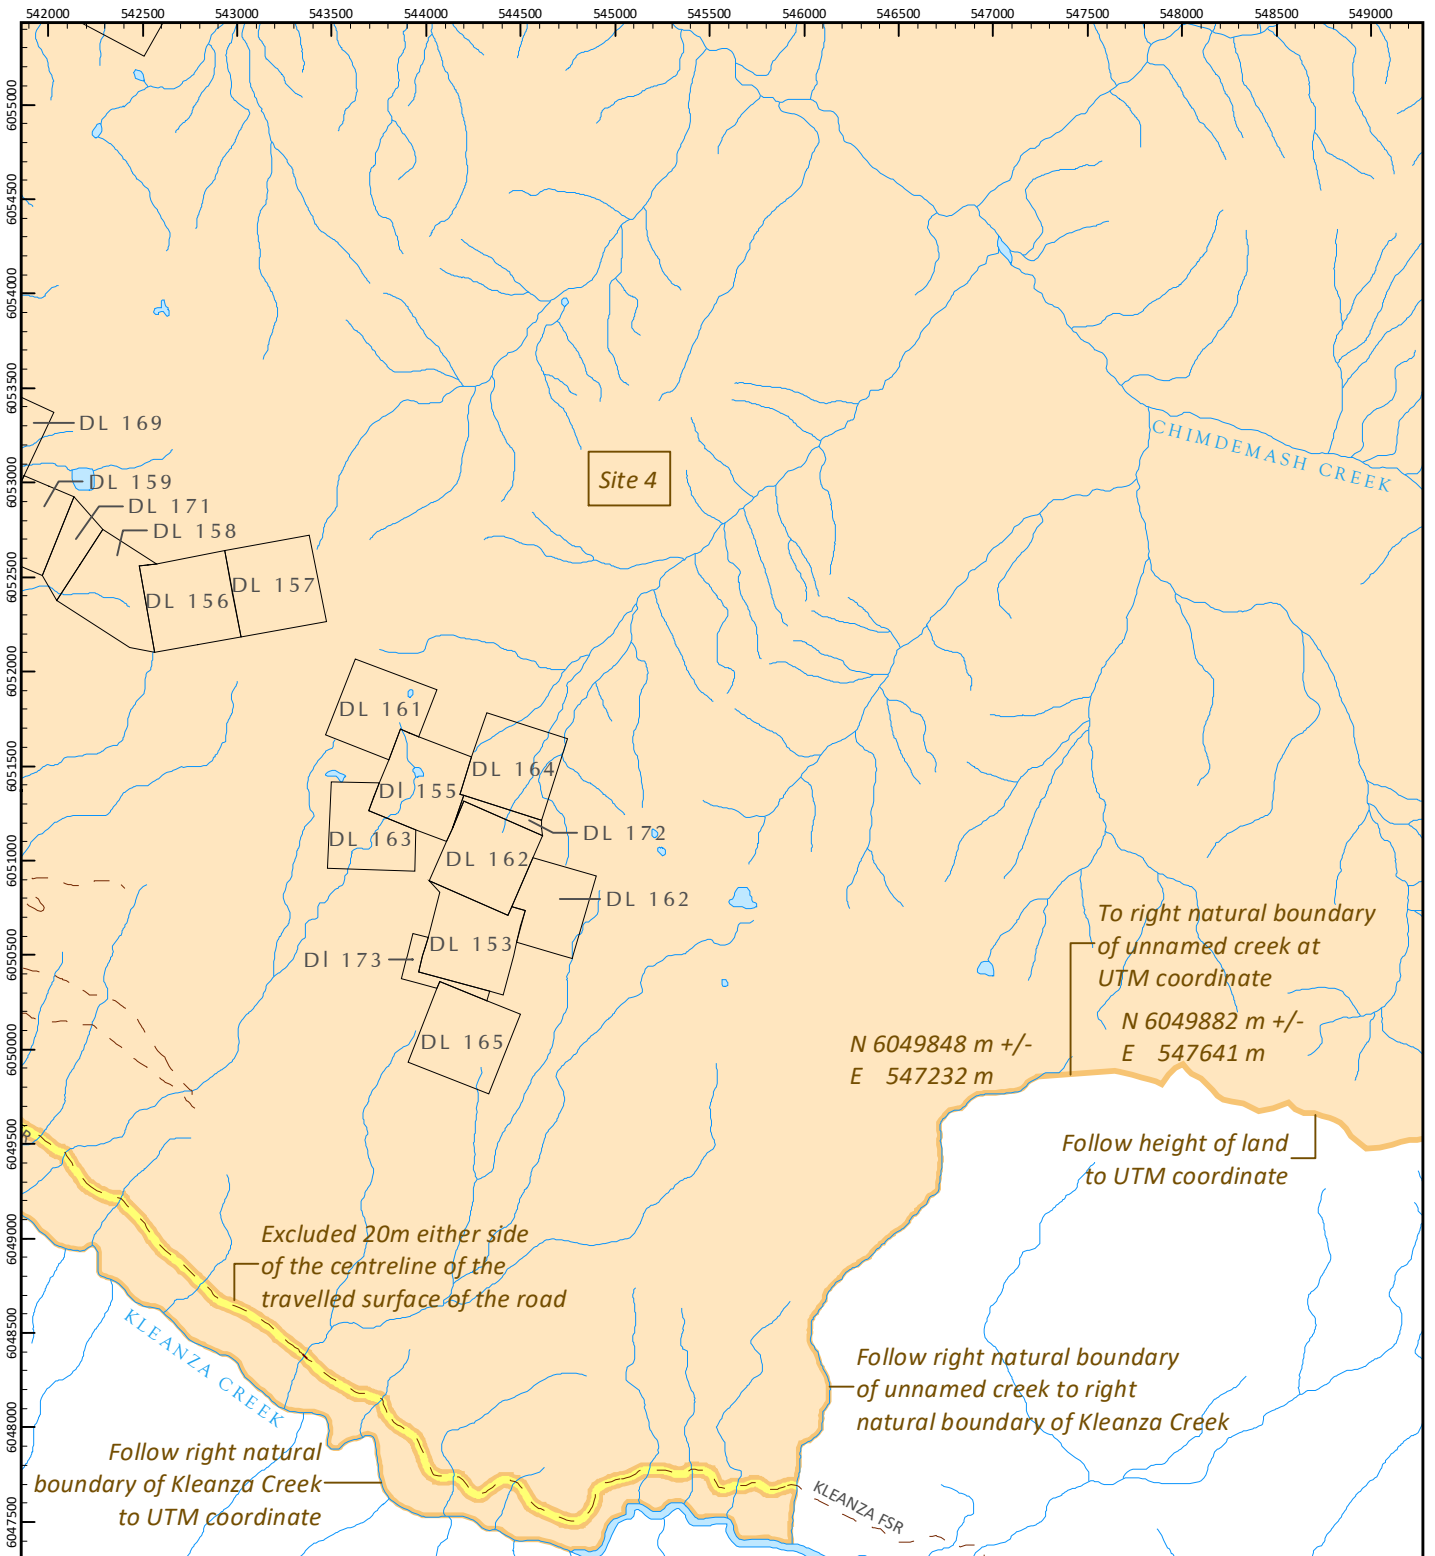 542000 542500 543000 543500 544000 544500 545000 545500 546000 546500 547000 547500 548000 548500 549000
6055000
6054500
6054000
6053500
6053000
6052500
6052000
6051500
6051000
6050500
6050000
6049500
6049000
6048500
6048000
6047500
DL 169
DL 159
DL 171
DL 158
DL 156
DL 157
Site 4
CHIMDEMASH CREEK
DL 161
DL 164
Dl 155
DL 172
DL 163
DL 162
DL 162
DL 153
Dl 173
DL 165
To right natural boundary
of unnamed creek at
UTM coordinate
N 6049882 m +/-
E 547641 m
N 6049848 m +/-
E 547232 m
Follow height of land
to UTM coordinate
Excluded 20m either side
of the centreline of the
travelled surface of the road
KLEANZA CREEK
Follow right natural boundary
of unnamed creek to right
natural boundary of Kleanza Creek
Follow right natural
boundary of Kleanza Creek
to UTM coordinate
KLEANZA FSR